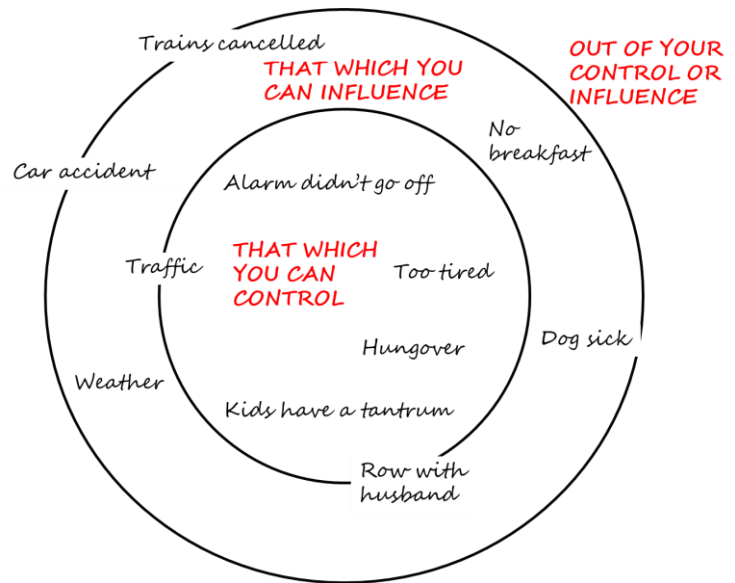 Trains cancelled
THAT WHICH YOU
CAN INFLUENCE
OUT OF YOUR
CONTROL OR
INFLUENCE
No
breakfast
Car accident
Alarm didn't go off
Traffic
THAT WHICH
YOU CAN
CONTROL
Too tired
Hungover
Dog sick
Weather
Kids have a tantrum
Row with
husband